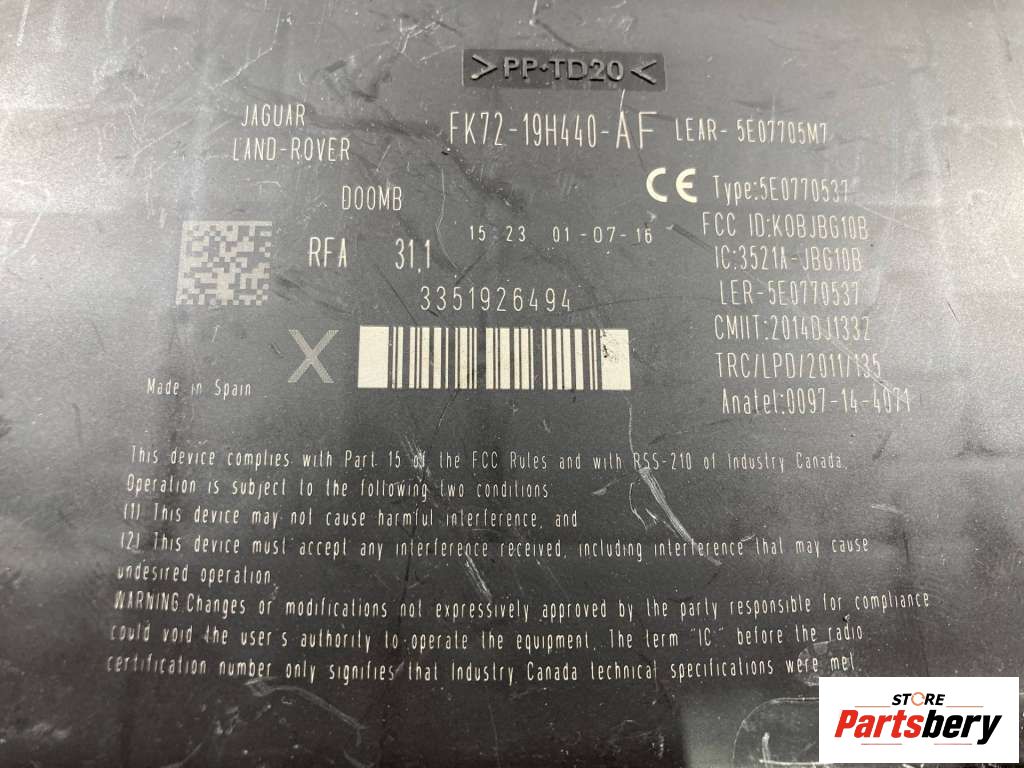 >PP-TD20<
JAGUAR
LAND-ROVER
FK72-19H440-AF LEAR- 5E07705M7
D00MB
CE Type:5E0770537
15 23 01-07-16
FCC ID:KOBJBG10B
RFA 31,1
IC:3521A-JBG10B
3351926494
LER-5E0770537
CMIIT:2014DJ1332
X
TRC/LPD/2011/135
Made in Spain
Anatel:0097-14-4071
This device complies with Part 15 of the FCC Rules and with RSS-210 of Industry Canada.
Operation is subject to the following two conditions
(1) This device may not cause harmful interference, and
(2) This device must accept any interference received, including interference that may cause
undesired operation.
WARNING.Changes or modifications not expressively approved by the party responsible for compliance
could void the user's authority to operate the equipment. The term "IC" before the radio
certification number only signifies that Industry Canada technical specifications were met.
STORE
Partsbery